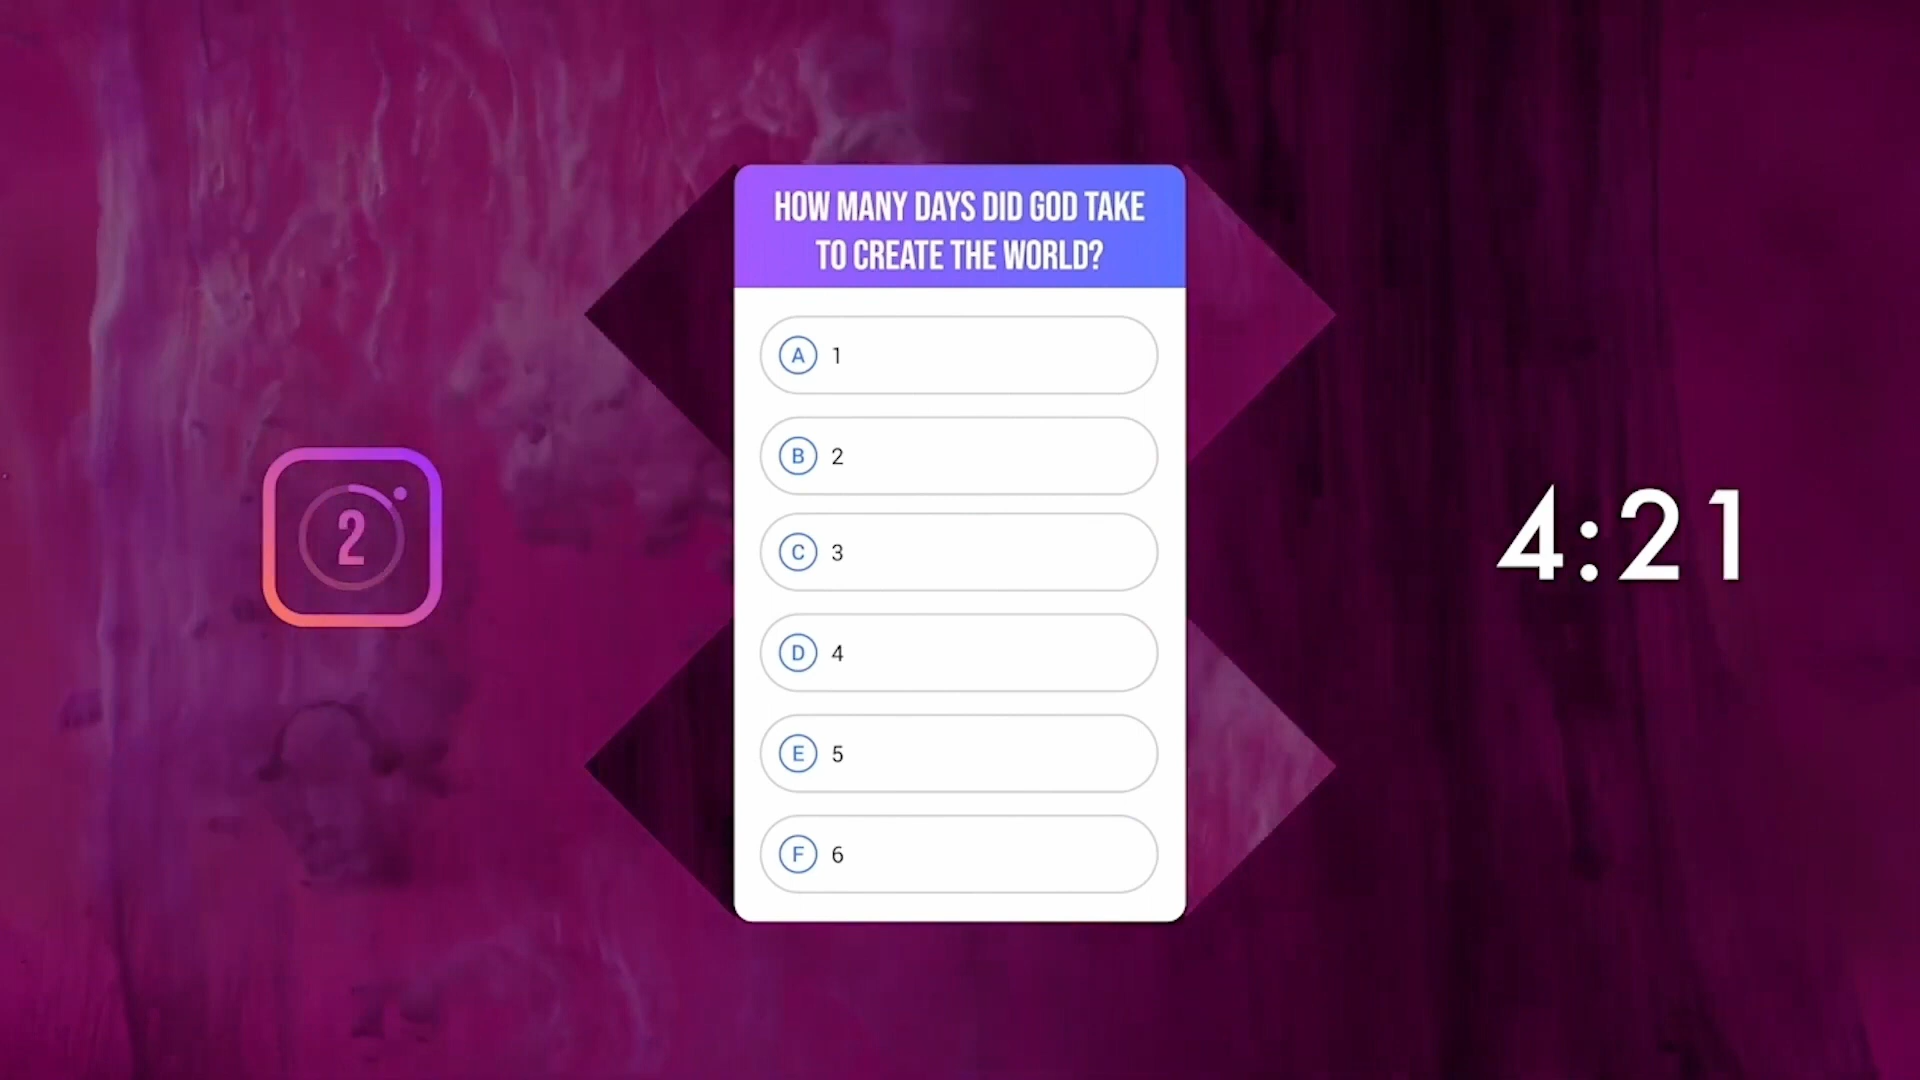 HOW MANY DAYS DID GOD TAKE
TO CREATE THE WORLD?
A 1
B 2
C 3
D 4
E 5
F 6
2
4:21